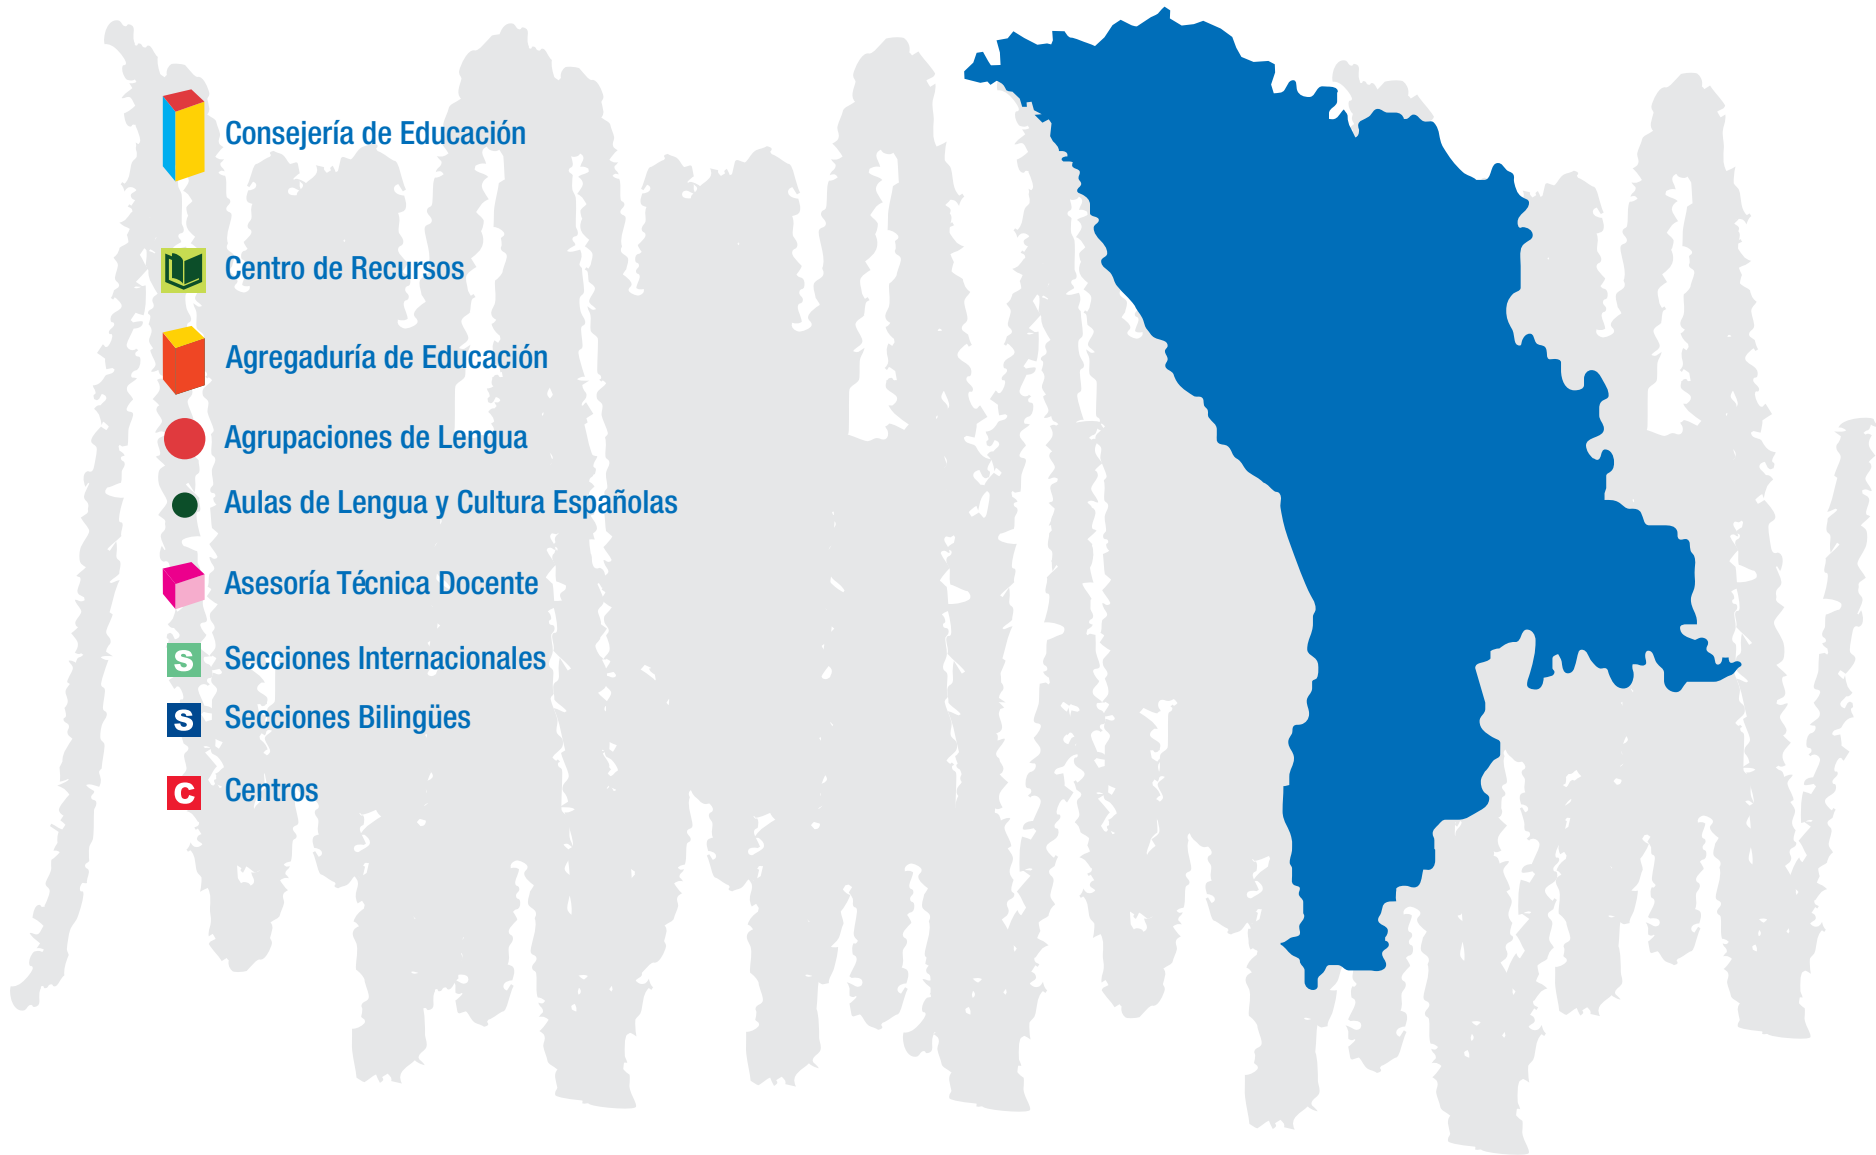 Consejería de Educación
Centro de Recursos
Agregaduría de Educación
Agrupaciones de Lengua
Aulas de Lengua y Cultura Españolas
Asesoría Técnica Docente
S Secciones Internacionales
S Secciones Bilingües
C Centros